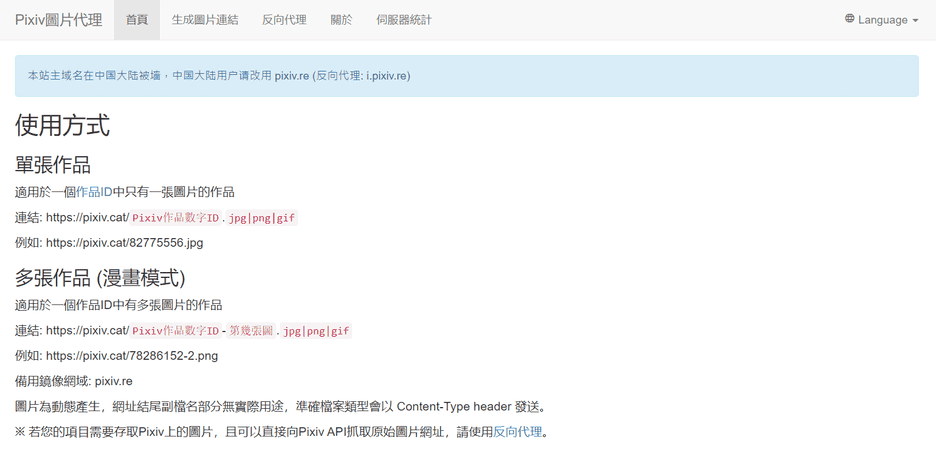 Pixiv圖片代理 首頁 生成圖片連結 反向代理 關於 伺服器統計 Language
本站主域名在中国大陆被墙，中国大陆用户请改用 pixiv.re (反向代理: i.pixiv.re)
使用方式
單張作品
適用於一個作品ID中只有一張圖片的作品
連結: https://pixiv.cat/Pixiv作品數字ID.jpg|png|gif
例如: https://pixiv.cat/82775556.jpg
多張作品 (漫畫模式)
適用於一個作品ID中有多張圖片的作品
連結: https://pixiv.cat/Pixiv作品數字ID-第幾張圖.jpg|png|gif
例如: https://pixiv.cat/78286152-2.png
備用鏡像網域: pixiv.re
圖片為動態產生，網址結尾副檔名部分無實際用途，準確檔案類型會以 Content-Type header 發送。
※ 若您的項目需要存取Pixiv上的圖片，且可以直接向Pixiv API抓取原始圖片網址，請使用反向代理。